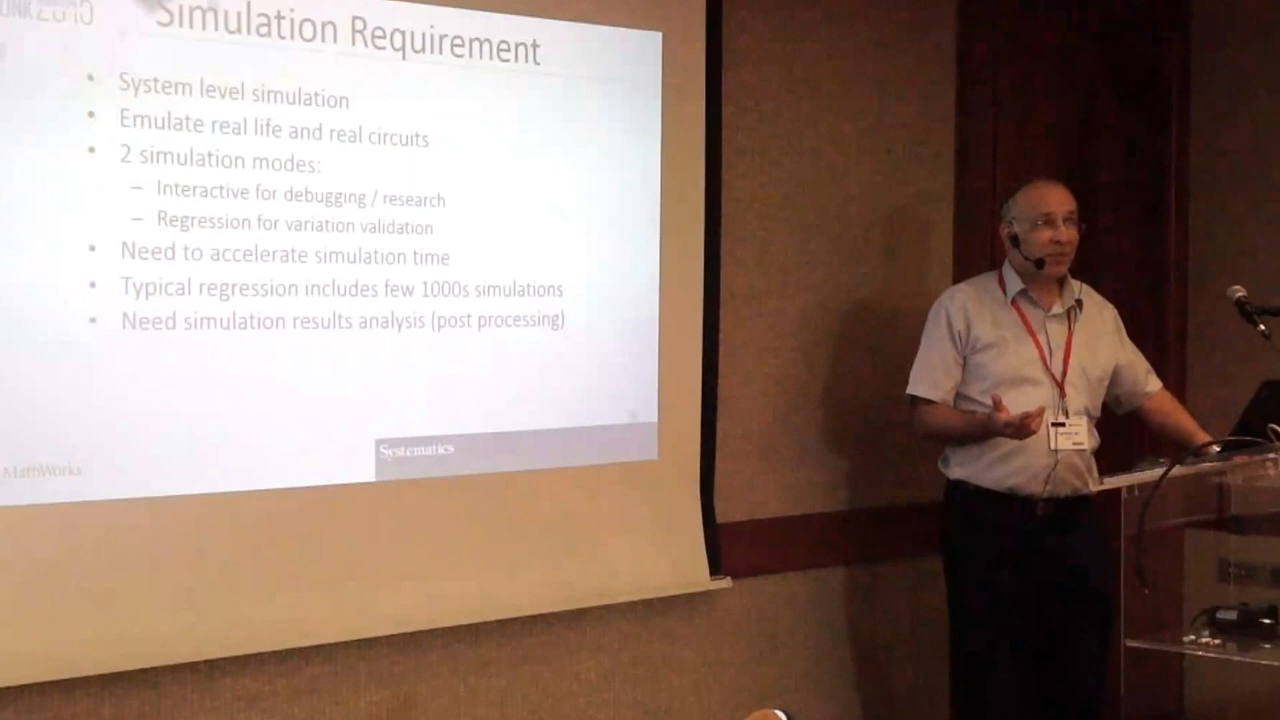 LINK 2010
Simulation Requirement
• System level simulation
• Emulate real life and real circuits
• 2 simulation modes:
– Interactive for debugging / research
– Regression for variation validation
• Need to accelerate simulation time
• Typical regression includes few 1000s simulations
• Need simulation results analysis (post processing)
MathWorks
Systematics